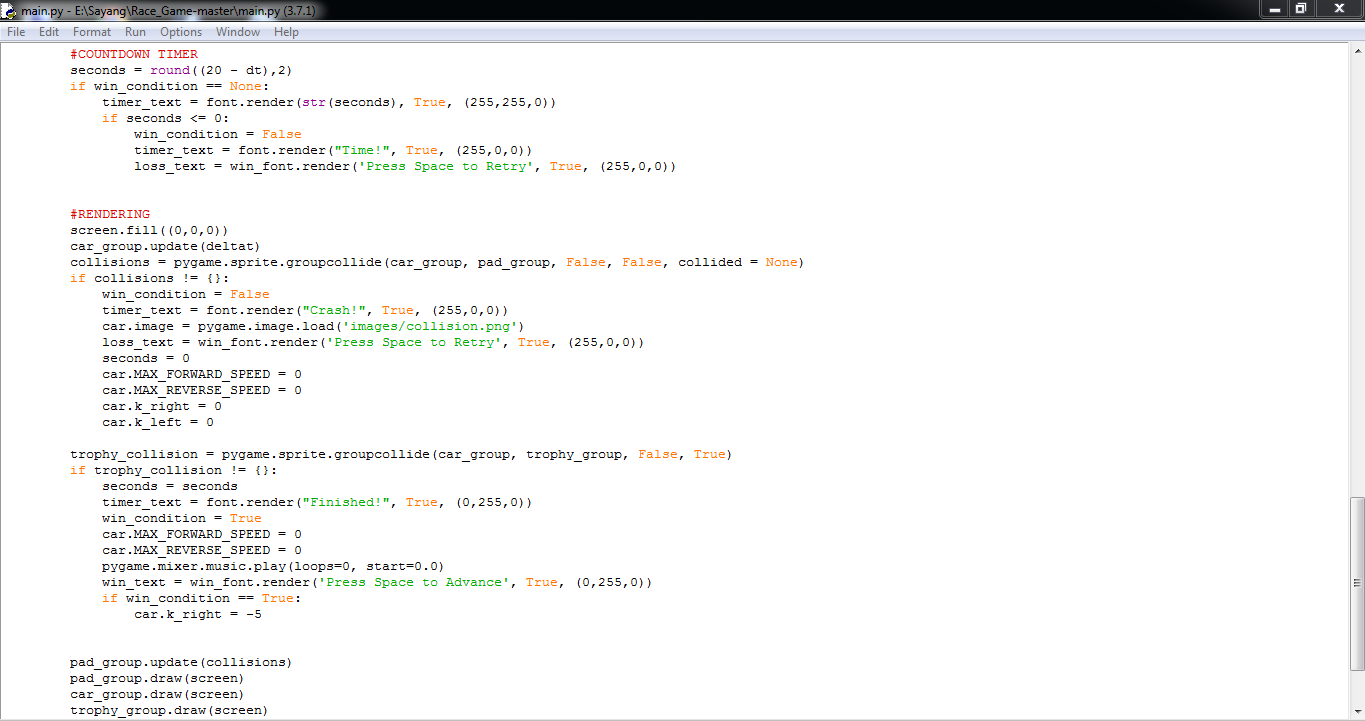 main.py - E:\Sayang\Race_Game-master\main.py (3.7.1)
File Edit Format Run Options Window Help
#COUNTDOWN TIMER
seconds = round((20 - dt),2)
if win_condition == None:
timer_text = font.render(str(seconds), True, (255,255,0))
if seconds <= 0:
win_condition = False
timer_text = font.render("Time!", True, (255,0,0))
loss_text = win_font.render('Press Space to Retry', True, (255,0,0))
#RENDERING
screen.fill((0,0,0))
car_group.update(deltat)
collisions = pygame.sprite.groupcollide(car_group, pad_group, False, False, collided = None)
if collisions != {}:
win_condition = False
timer_text = font.render("Crash!", True, (255,0,0))
car.image = pygame.image.load('images/collision.png')
loss_text = win_font.render('Press Space to Retry', True, (255,0,0))
seconds = 0
car.MAX_FORWARD_SPEED = 0
car.MAX_REVERSE_SPEED = 0
car.k_right = 0
car.k_left = 0
trophy_collision = pygame.sprite.groupcollide(car_group, trophy_group, False, True)
if trophy_collision != {}:
seconds = seconds
timer_text = font.render("Finished!", True, (0,255,0))
win_condition = True
car.MAX_FORWARD_SPEED = 0
car.MAX_REVERSE_SPEED = 0
pygame.mixer.music.play(loops=0, start=0.0)
win_text = win_font.render('Press Space to Advance', True, (0,255,0))
if win_condition == True:
car.k_right = -5
pad_group.update(collisions)
pad_group.draw(screen)
car_group.draw(screen)
trophy_group.draw(screen)